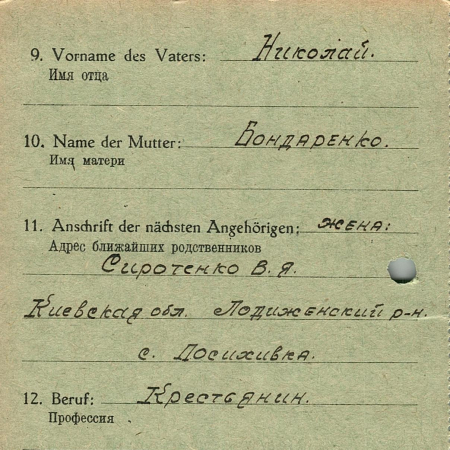 9. Vorname des Vaters: Николай.
Имя отца
10. Name der Mutter: Бондаренко.
Имя матери
11. Anschrift der nächsten Angehörigen: жена:
Адрес ближайших родственников
Сиротенко В. Я.
Киевская обл. Лодиженский р-н.
с. Досихивка.
12. Beruf: Крестьянин.
Профессия